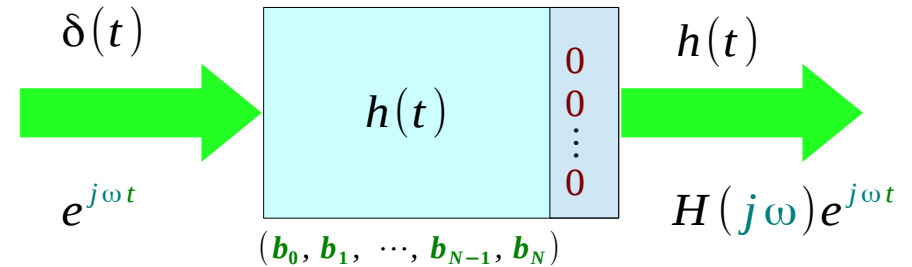 δ(t)
h(t)
h(t)
0
0
⋮
0
e^{jωt}
H(jω)e^{jωt}
(b₀, b₁, ⋯, b_{N−1}, b_N)